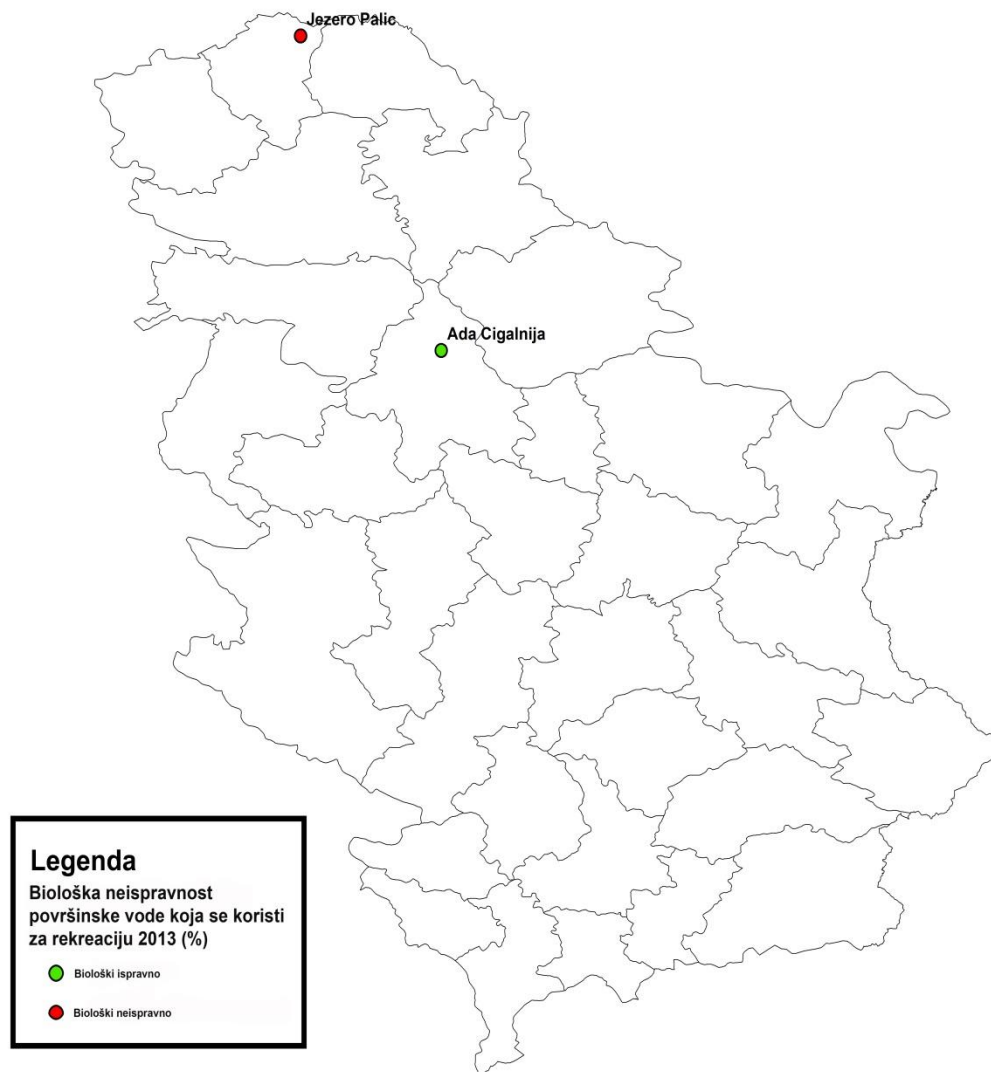 Jezero Palic
Ada Cigalnija
Legenda
Biološka neispravnost
površinske vode koja se koristi
za rekreaciju 2013 (%)
Biološki ispravno
Biološki neispravno